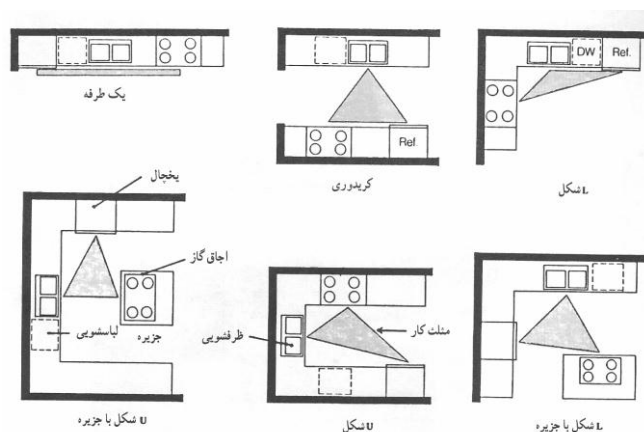 یک طرفه
Ref.
کریدوری
DW
Ref.
L شکل
یخچال
اجاق گاز
لباسشویی
جزیره
U شکل با جزیره
ظرفشویی
مثلث کار
U شکل
L شکل با جزیره